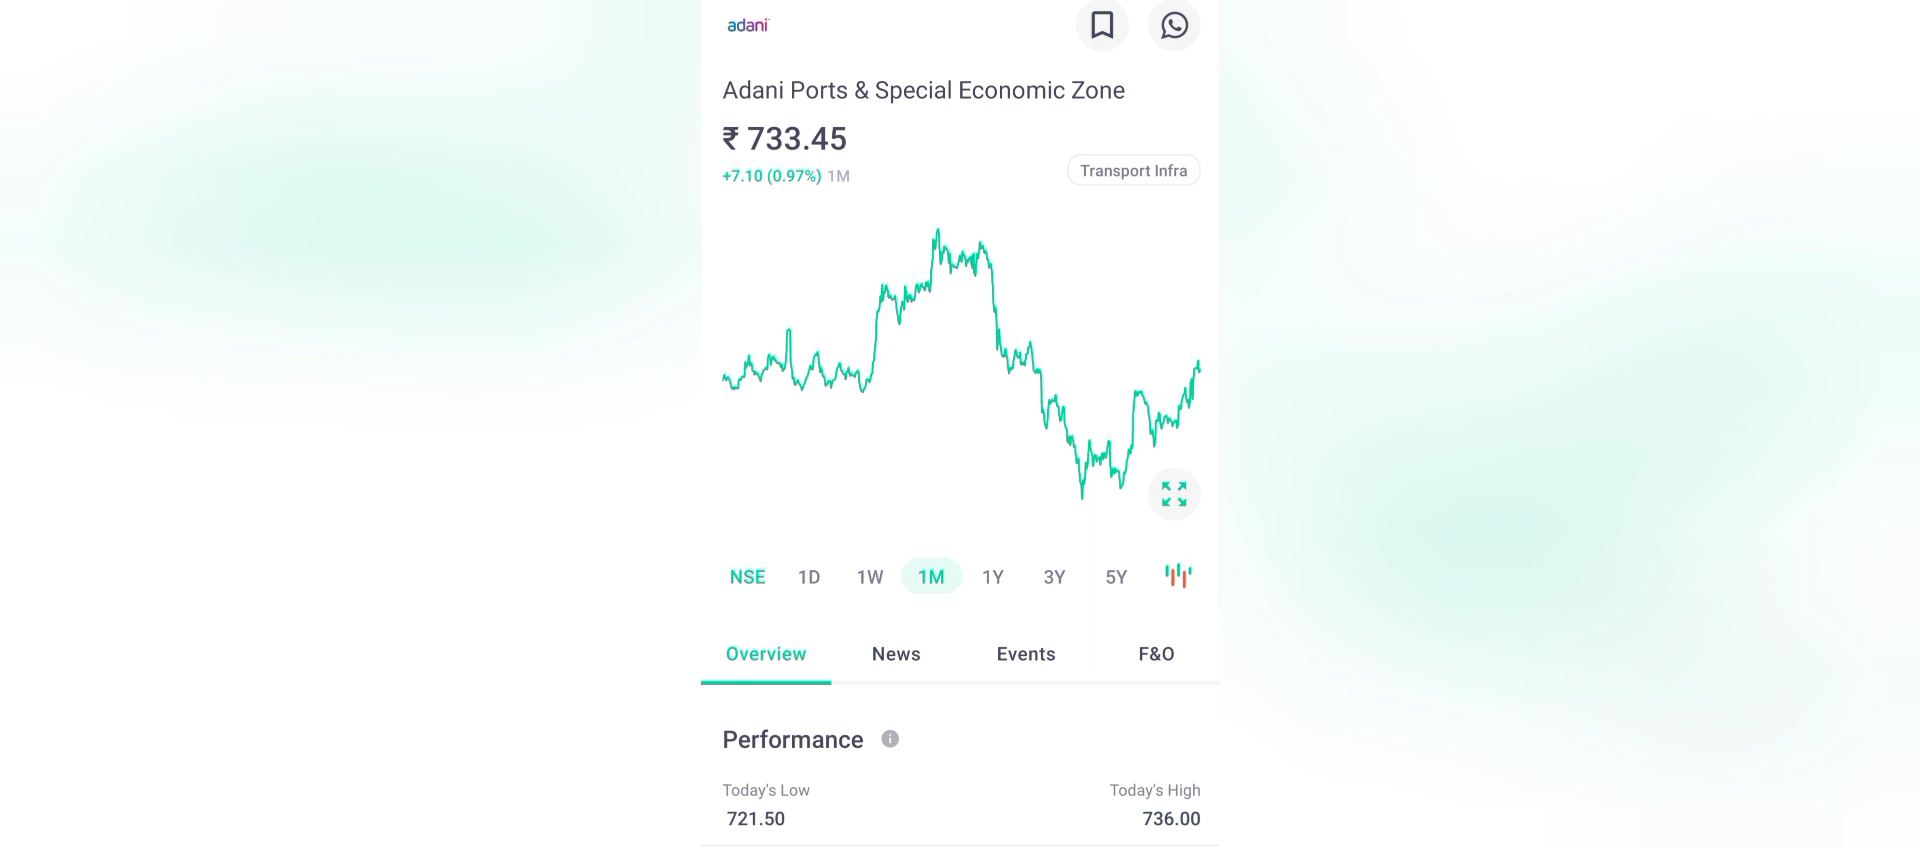 adani
Adani Ports & Special Economic Zone
₹ 733.45
+7.10 (0.97%) 1M
Transport Infra
NSE 1D 1W 1M 1Y 3Y 5Y
Overview News Events F&O
Performance
Today's Low Today's High
721.50 736.00